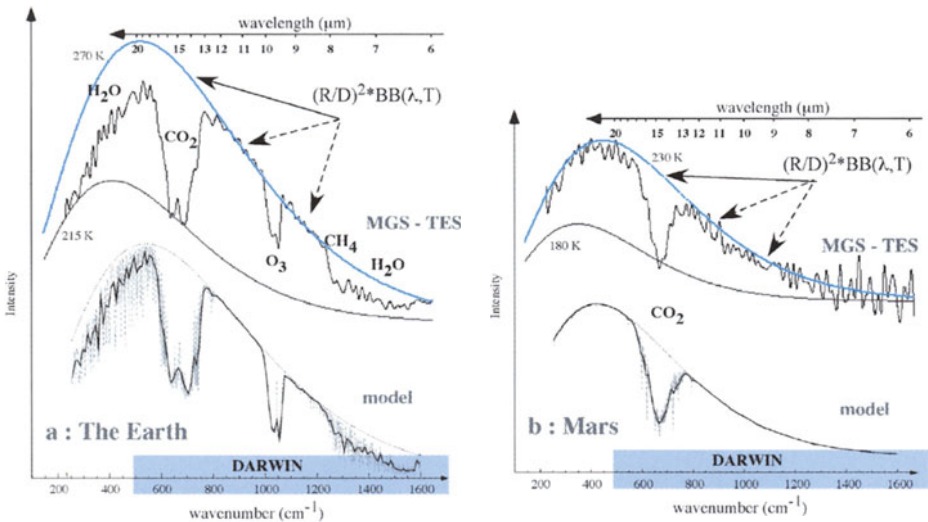 wavelength (μm)
20 15 13 12 11 10 9 8 7 6
270 K
(R/D)²*BB(λ,T)
H₂O
CO₂
MGS - TES
215 K
CH₄
O₃
H₂O
Intensity
model
a : The Earth
DARWIN
200 400 600 800 1000 1200 1400 1600
wavenumber (cm⁻¹)
wavelength (μm)
20 15 13 12 11 10 9 8 7 6
230 K
(R/D)²*BB(λ,T)
MGS - TES
180 K
Intensity
CO₂
model
b : Mars
DARWIN
200 400 600 800 1000 1200 1400 1600
wavenumber (cm⁻¹)